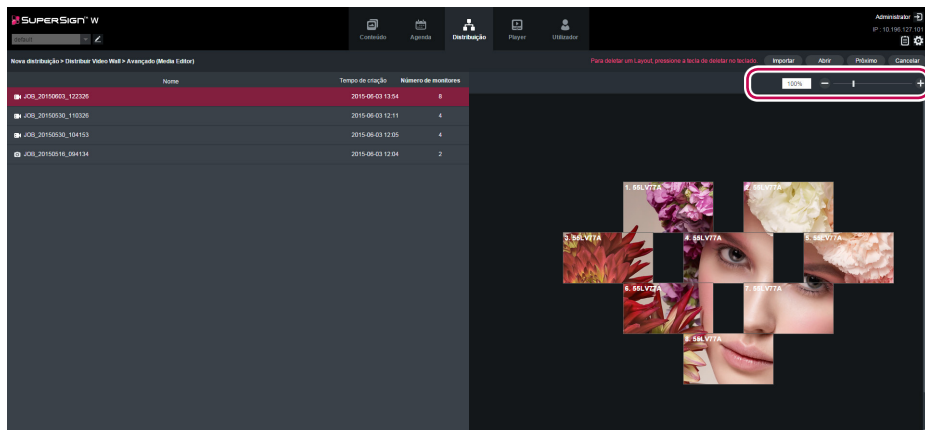 SUPERSign™ W
Administrator
default
Conteúdo
Agenda
Distribuição
Player
Utilizador
IP : 10.196.127.101
Nova distribuição > Distribuir Video Wall > Avançado (Media Editor)
Para deletar um Layout, pressione a tecla de deletar no teclado
Importar
Abrir
Próximo
Cancelar
Nome
Tempo de criação
Número de monitores
100%
JOB_20150603_122326
2015-06-03 13:54
8
JOB_20150530_110326
2015-06-03 12:11
4
JOB_20150530_104153
2015-06-03 12:05
4
JOB_20150516_094134
2015-06-03 12:04
2
1. 55LV77A
2. 55LV77A
3. 55LV77A
4. 55LV77A
5. 55LV77A
6. 55LV77A
7. 55LV77A
8. 55LV77A